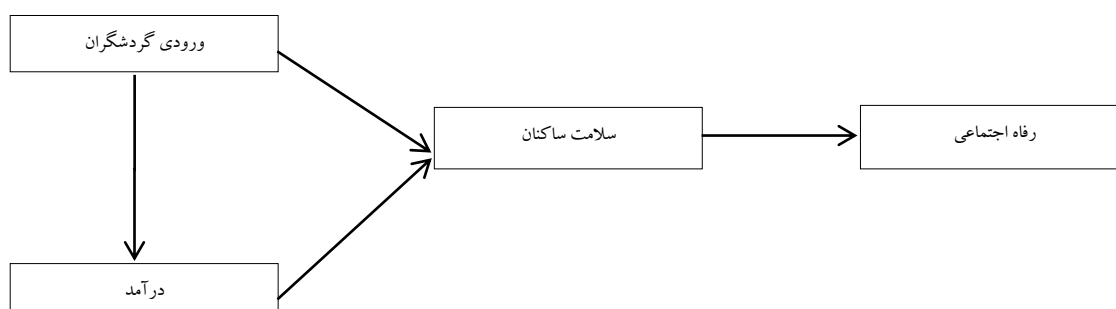 ورودی گردشگران
سلامت ساکنان
رفاه اجتماعی
درآمد